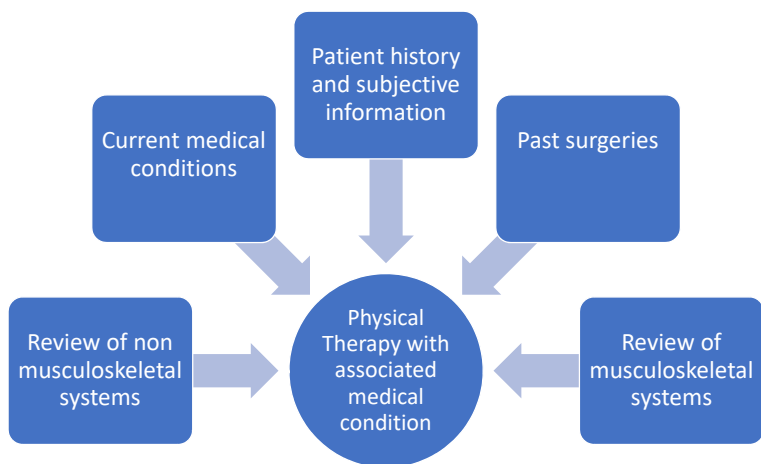 Patient history
and subjective
information
Current medical
conditions
Past surgeries
Review of non
musculoskeletal
systems
Physical
Therapy with
associated
medical
condition
Review of
musculoskeletal
systems